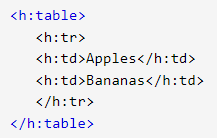 <h:table>
   <h:tr>
   <h:td>Apples</h:td>
   <h:td>Bananas</h:td>
   </h:tr>
</h:table>